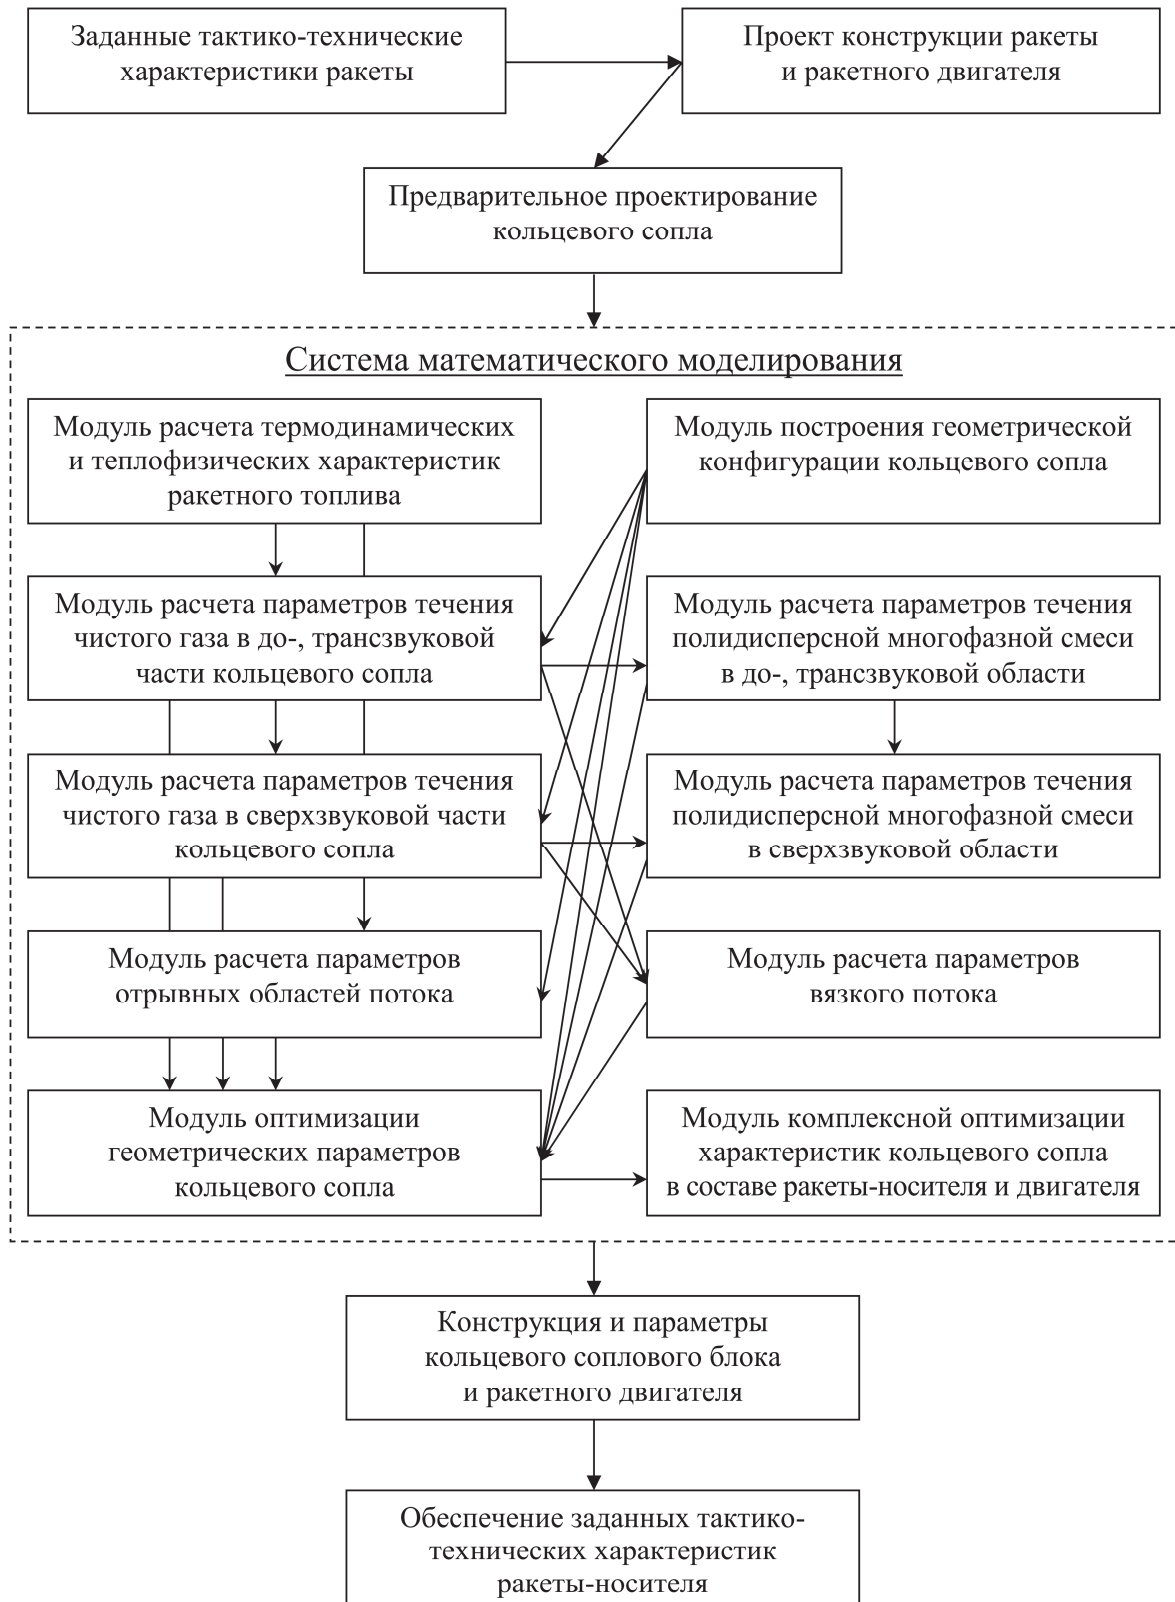 Заданные тактико-технические
характеристики ракеты
Проект конструкции ракеты
и ракетного двигателя
Предварительное проектирование
кольцевого сопла
Система математического моделирования
Модуль расчета термодинамических
и теплофизических характеристик
ракетного топлива
Модуль построения геометрической
конфигурации кольцевого сопла
Модуль расчета параметров течения
чистого газа в до-, трансзвуковой
части кольцевого сопла
Модуль расчета параметров течения
полидисперсной многофазной смеси
в до-, трансзвуковой области
Модуль расчета параметров течения
чистого газа в сверхзвуковой части
кольцевого сопла
Модуль расчета параметров течения
полидисперсной многофазной смеси
в сверхзвуковой области
Модуль расчета параметров
отрывных областей потока
Модуль расчета параметров
вязкого потока
Модуль оптимизации
геометрических параметров
кольцевого сопла
Модуль комплексной оптимизации
характеристик кольцевого сопла
в составе ракеты-носителя и двигателя
Конструкция и параметры
кольцевого соплового блока
и ракетного двигателя
Обеспечение заданных тактико-
технических характеристик
ракеты-носителя